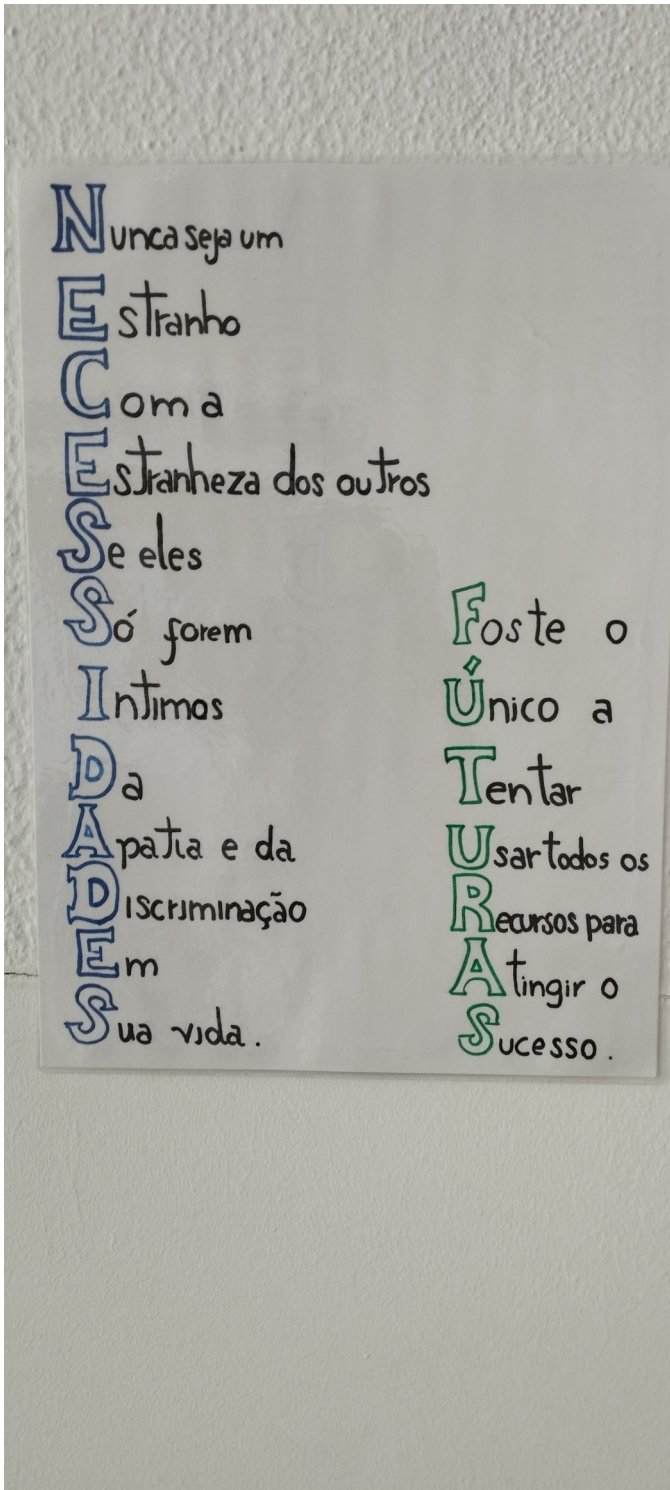 Nunca seja um
Estranho
Com a
Estranheza dos outros
Se eles
Só forem
Intimos
Da
Apatia e da
Discriminação
Em
Sua vida.
Foste o
Único a
Tentar
Usar todos os
Recursos para
Atingir o
Sucesso.